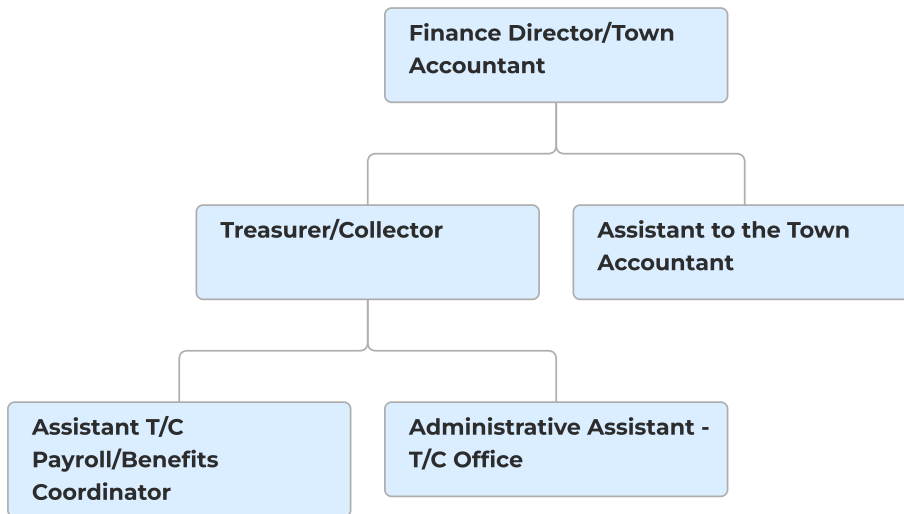 Finance Director/Town
Accountant
Treasurer/Collector
Assistant to the Town
Accountant
Assistant T/C
Payroll/Benefits
Coordinator
Administrative Assistant -
T/C Office